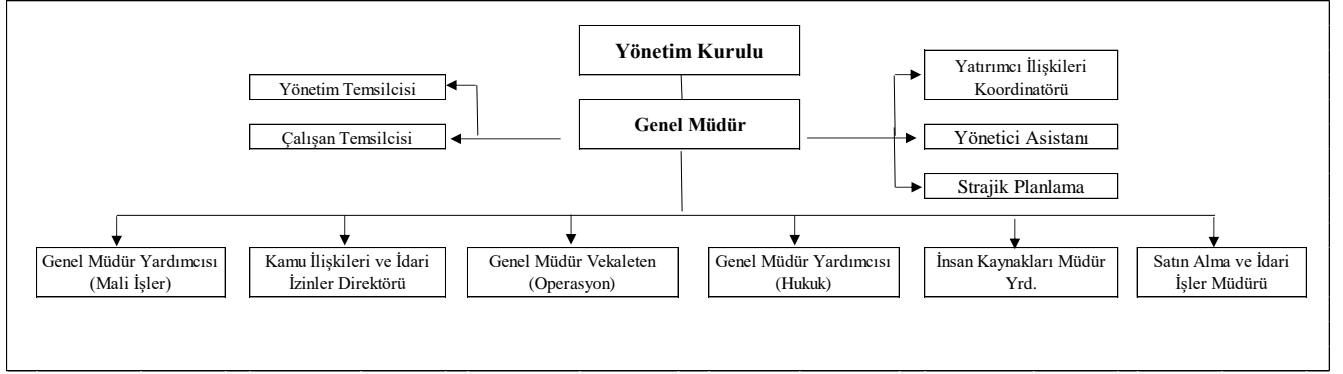 Yönetim Kurulu
Yönetim Temsilcisi
Yatırımcı İlişkileri
Koordinatörü
Genel Müdür
Çalışan Temsilcisi
Yönetici Asistanı
Strajik Planlama
Genel Müdür Yardımcısı
(Mali İşler)
Kamu İlişkileri ve İdari
İzinler Direktörü
Genel Müdür Vekaleten
(Operasyon)
Genel Müdür Yardımcısı
(Hukuk)
İnsan Kaynakları Müdür
Yrd.
Satın Alma ve İdari
İşler Müdürü